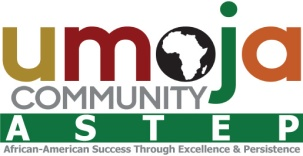 umoja
COMMUNITY
ASTEP
African-American Success Through Excellence & Persistence